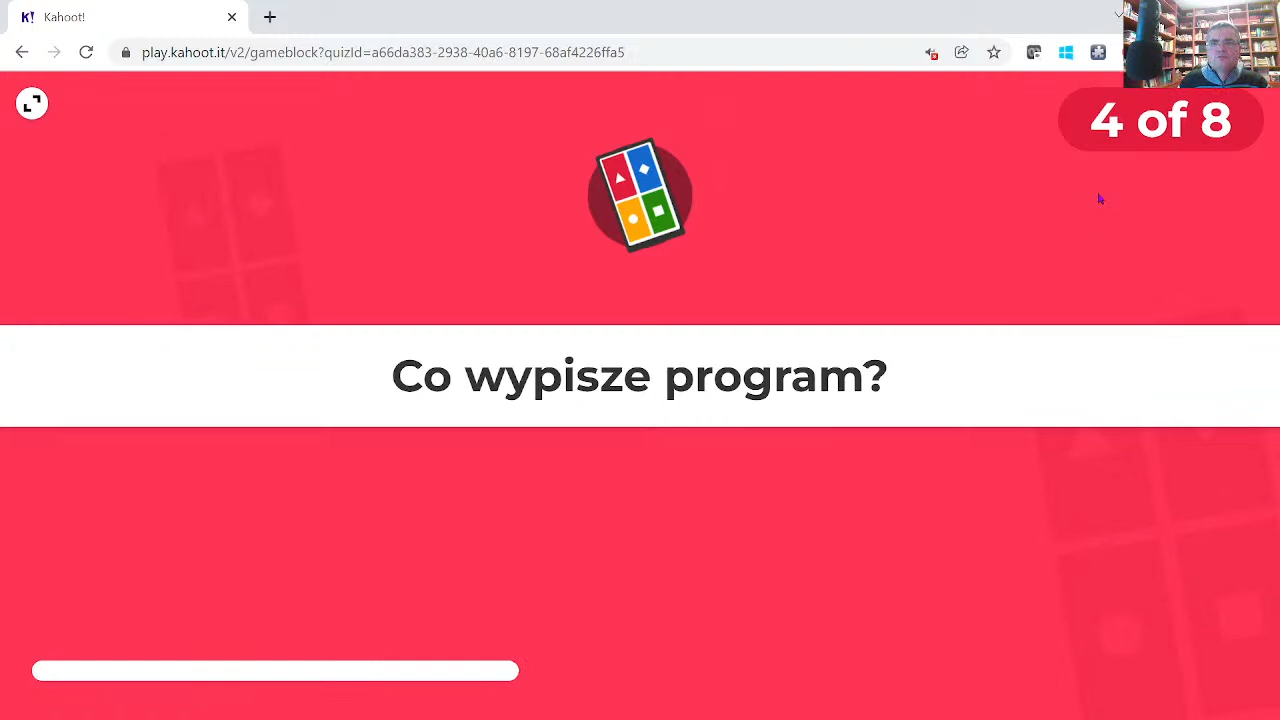 K! Kahoot!
play.kahoot.it/v2/gameblock?quizId=a66da383-2938-40a6-8197-68af4226ffa5
4 of 8
Co wypisze program?